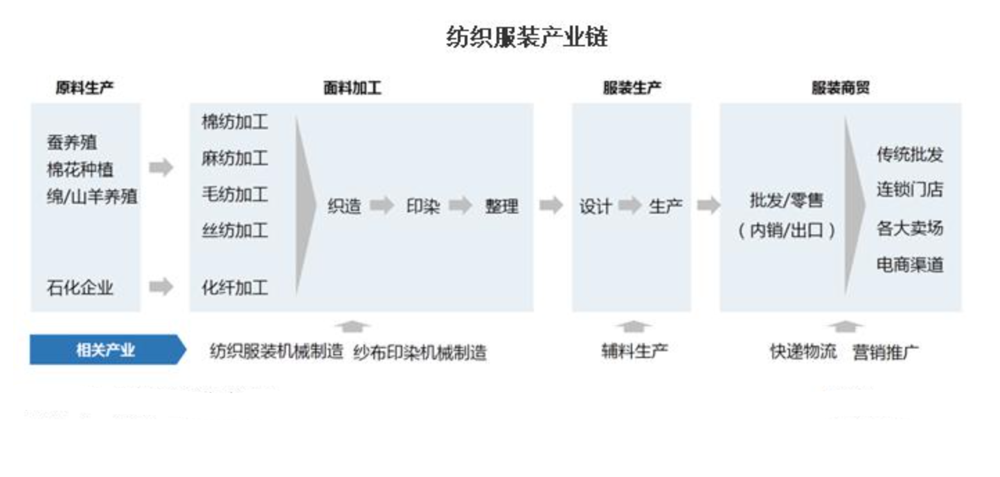 纺织服装产业链
原料生产
面料加工
服装生产
服装商贸
蚕养殖
棉花种植
绵/山羊养殖
石化企业
棉纺加工
麻纺加工
毛纺加工
丝纺加工
化纤加工
织造
印染
整理
设计
生产
批发/零售
（内销/出口）
传统批发
连锁门店
各大卖场
电商渠道
相关产业
纺织服装机械制造
纱布印染机械制造
辅料生产
快递物流
营销推广